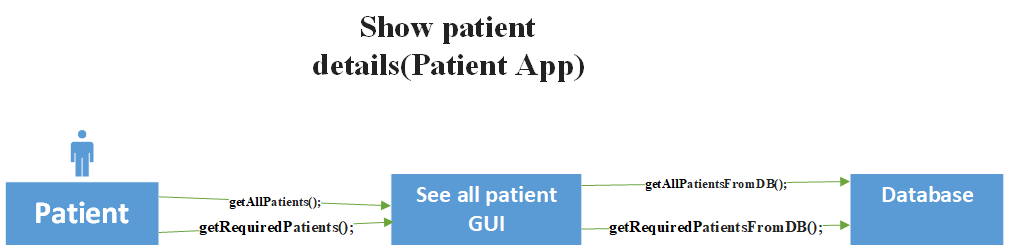 Show patient
details(Patient App)
Patient
getAllPatients();
getRequiredPatients();
See all patient
GUI
getAllPatientsFromDB();
getRequiredPatientsFromDB();
Database